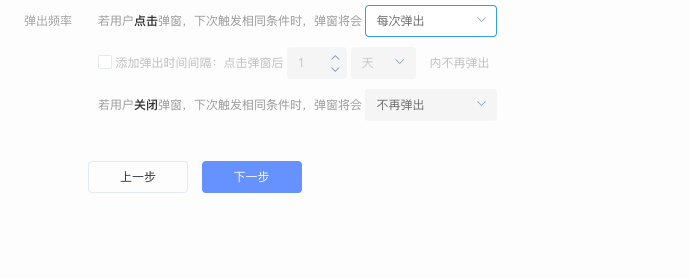 弹出频率 若用户点击弹窗，下次触发相同条件时，弹窗将会 每次弹出
添加弹出时间间隔：点击弹窗后 1 天 内不再弹出
若用户关闭弹窗，下次触发相同条件时，弹窗将会 不再弹出
上一步 下一步